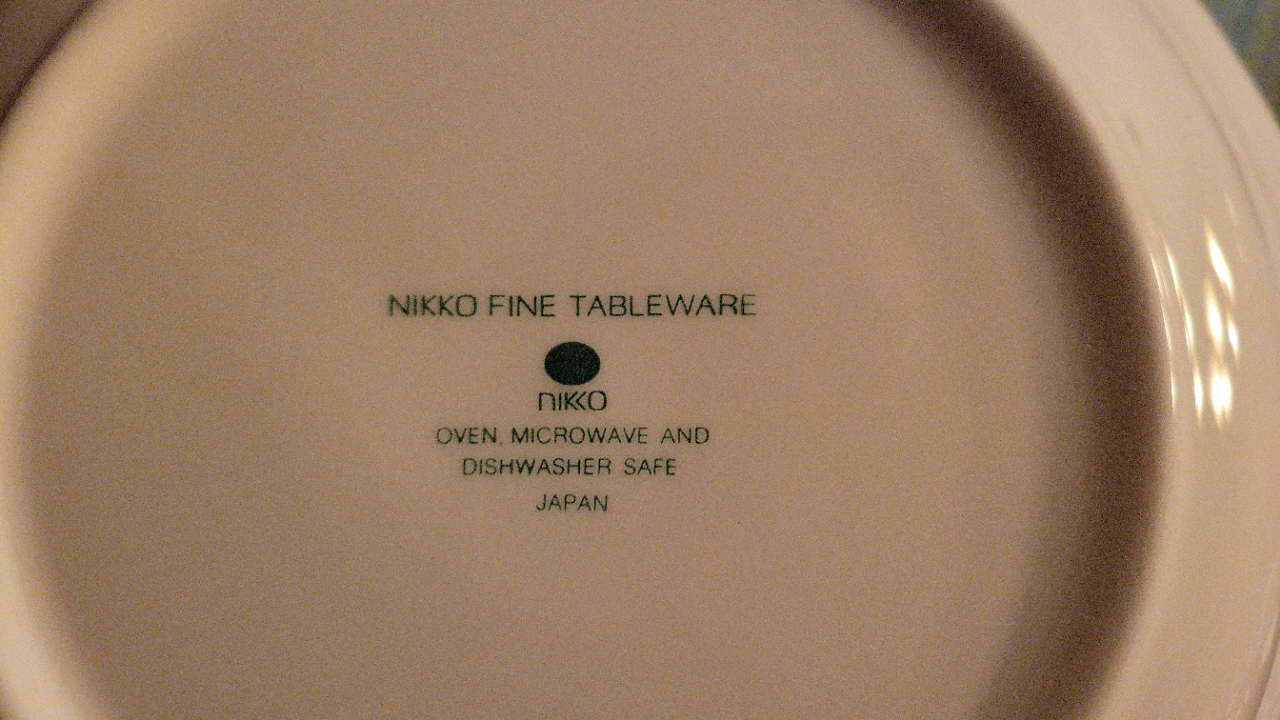 NIKKO FINE TABLEWARE
nikko
OVEN, MICROWAVE AND
DISHWASHER SAFE
JAPAN